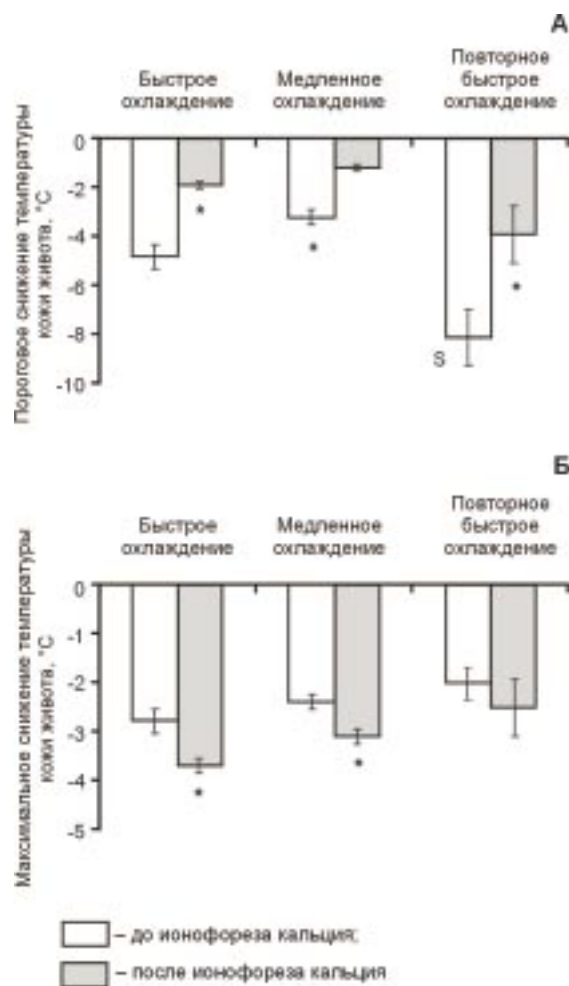 А
Быстрое
охлаждение
Медленное
охлаждение
Повторное
быстрое
охлаждение
Пороговое снижение температуры
кожи живота, °С
0
-2
-4
-6
-8
-10
*
*
S
*
Б
Быстрое
охлаждение
Медленное
охлаждение
Повторное
быстрое
охлаждение
Максимальное снижение температуры
кожи живота, °С
0
-1
-2
-3
-4
-5
*
*
– до ионофореза кальция;
– после ионофореза кальция